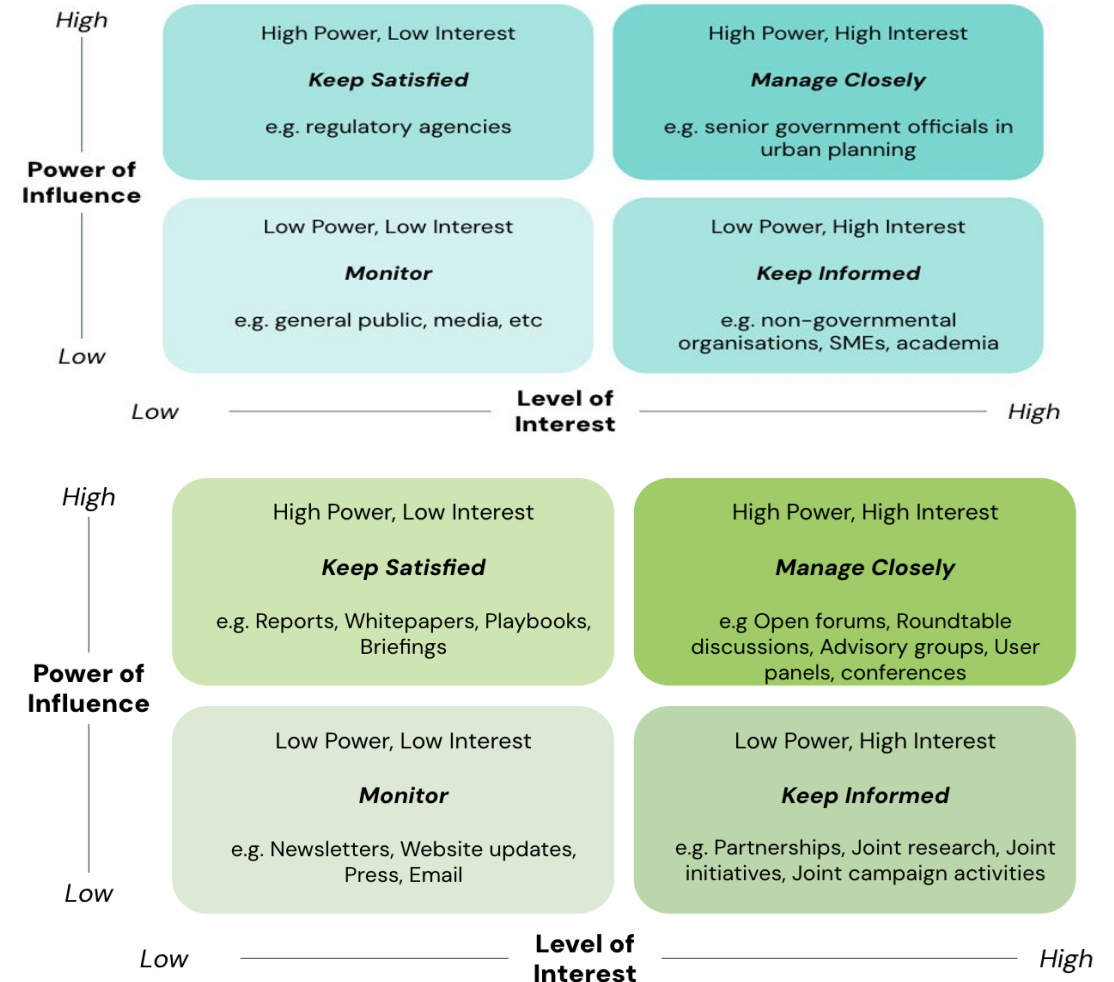 High
High Power, Low Interest
Keep Satisfied
e.g. regulatory agencies
High Power, High Interest
Manage Closely
e.g. senior government officials in
urban planning
Power of
Influence
Low Power, Low Interest
Monitor
e.g. general public, media, etc
Low Power, High Interest
Keep Informed
e.g. non-governmental
organisations, SMEs, academia
Low
Low
Level of
Interest
High
High
High Power, Low Interest
Keep Satisfied
e.g. Reports, Whitepapers, Playbooks,
Briefings
High Power, High Interest
Manage Closely
e.g Open forums, Roundtable
discussions, Advisory groups, User
panels, conferences
Power of
Influence
Low Power, Low Interest
Monitor
e.g. Newsletters, Website updates,
Press, Email
Low Power, High Interest
Keep Informed
e.g. Partnerships, Joint research, Joint
initiatives, Joint campaign activities
Low
Low
Level of
Interest
High